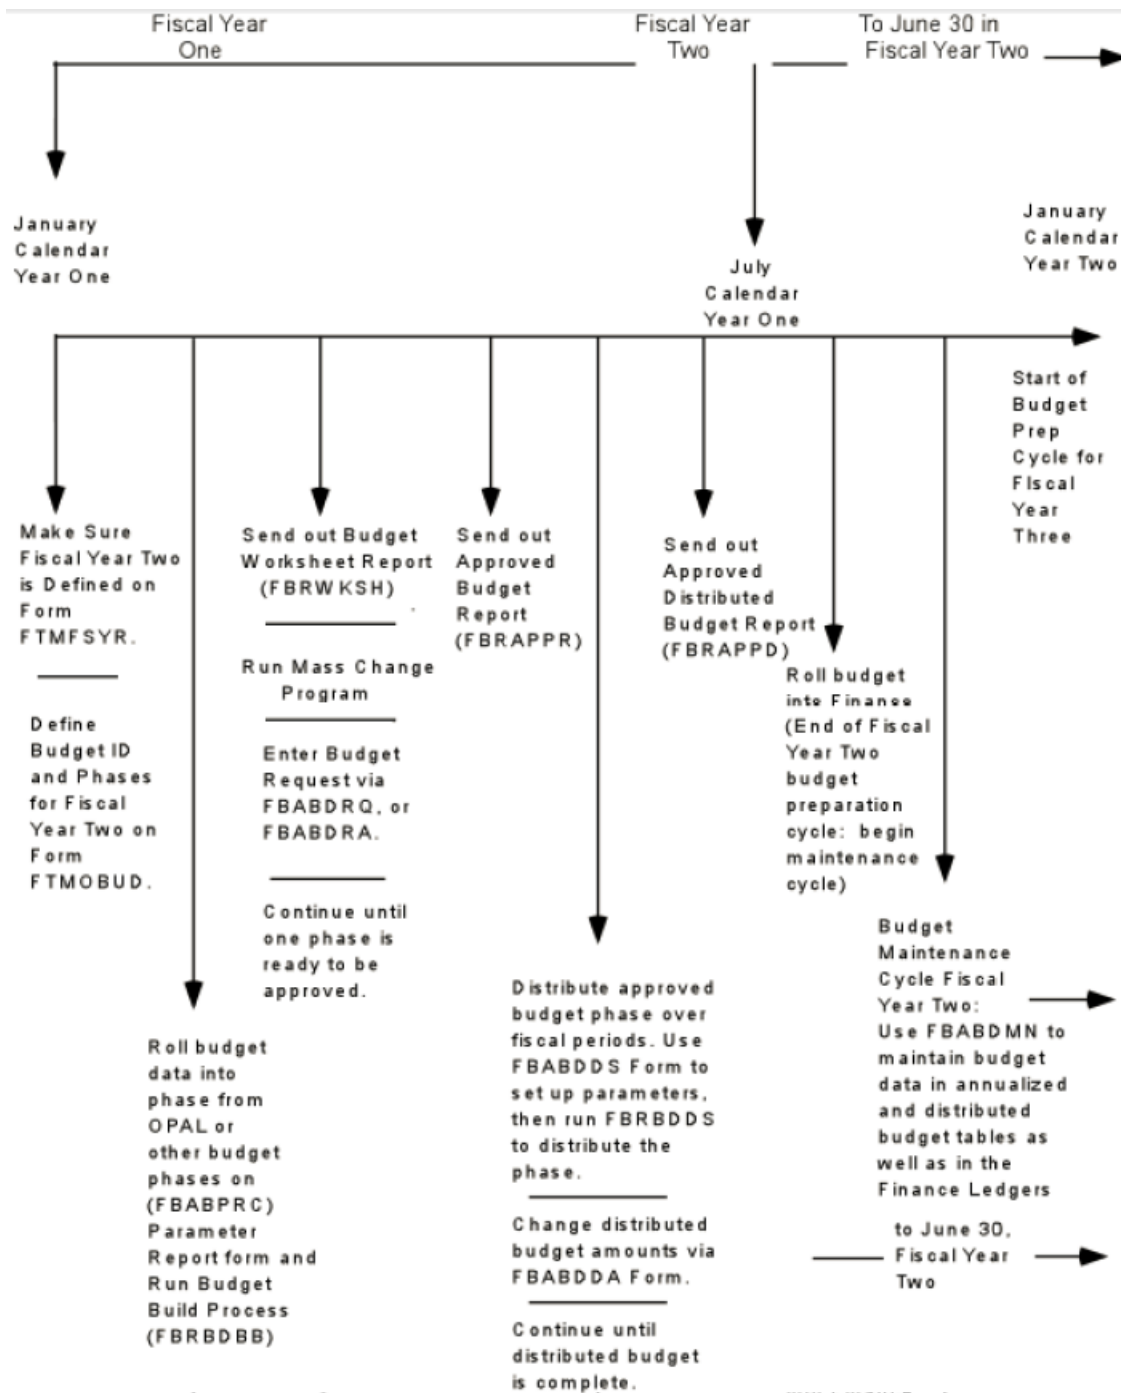 Fiscal Year
One
Fiscal Year
Two
To June 30 in
Fiscal Year Two
January
Calendar
Year One
July
Calendar
Year One
January
Calendar
Year Two
Start of
Budget
Prep
Cycle for
FIscal
Year
Three
Make Sure
Fiscal Year Two
is Defined on
Form
FTMFSYR.
Define
Budget ID
and Phases
for Fiscal
Year Two on
Form
FTMOBUD.
Roll budget
data into
phase from
OPAL or
other budget
phases on
(FBABPRC)
Parameter
Report form and
Run Budget
Build Process
(FBRBDBB)
Send out Budget
Worksheet Report
(FBRWKSH)
Run Mass Change
Program
Enter Budget
Request via
FBABDRQ, or
FBABDRA.
Continue until
one phase is
ready to be
approved.
Send out
Approved
Budget
Report
(FBRAPPR)
Distribute approved
budget phase over
fiscal periods. Use
FBABDDS Form to
set up parameters,
then run FBRBDDS
to distribute the
phase.
Change distributed
budget amounts via
FBABDDA Form.
Continue until
distributed budget
is complete.
Send out
Approved
Distributed
Budget Report
(FBRAPPD)
Roll budget
into Finance
(End of Fiscal
Year Two
budget
preparation
cycle: begin
maintenance
cycle)
Budget
Maintenance
Cycle Fiscal
Year Two:
Use FBABDMN to
maintain budget
data in annualized
and distributed
budget tables as
well as in the
Finance Ledgers
to June 30,
Fiscal Year
Two